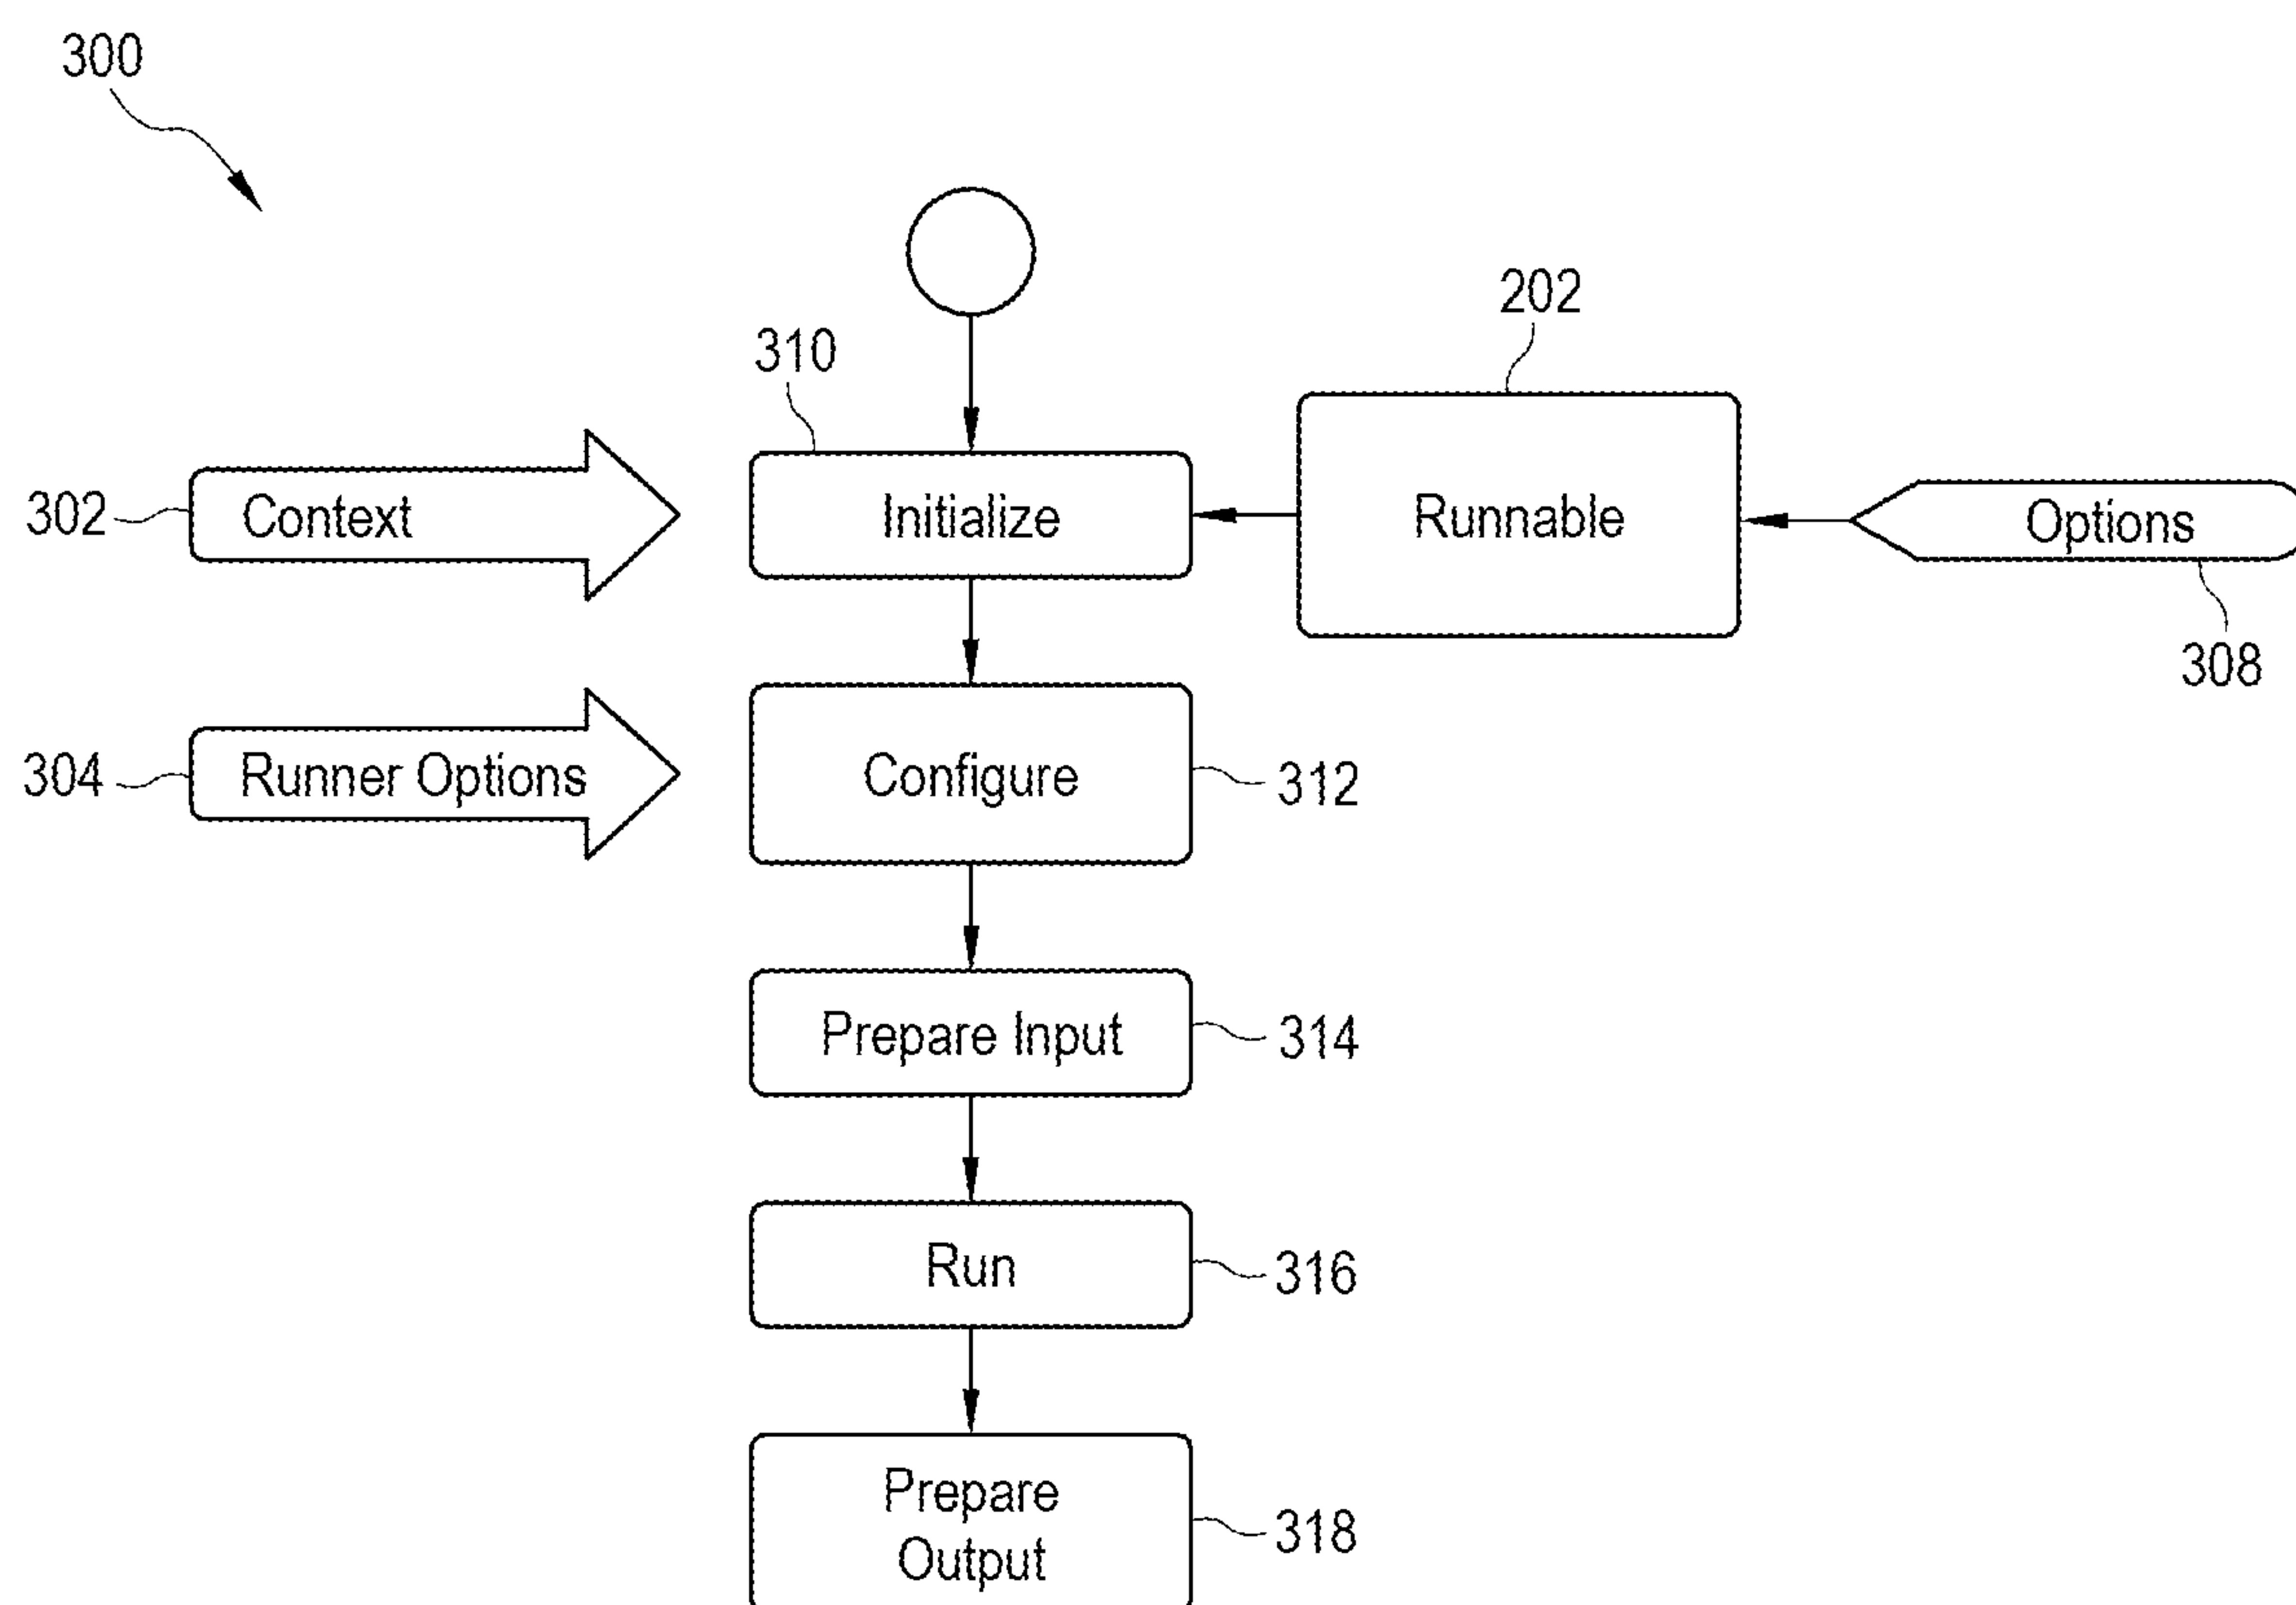 300
202
310
302
Context
Initialize
Runnable
Options
308
304
Runner Options
Configure
312
Prepare Input
314
Run
316
Prepare
Output
318